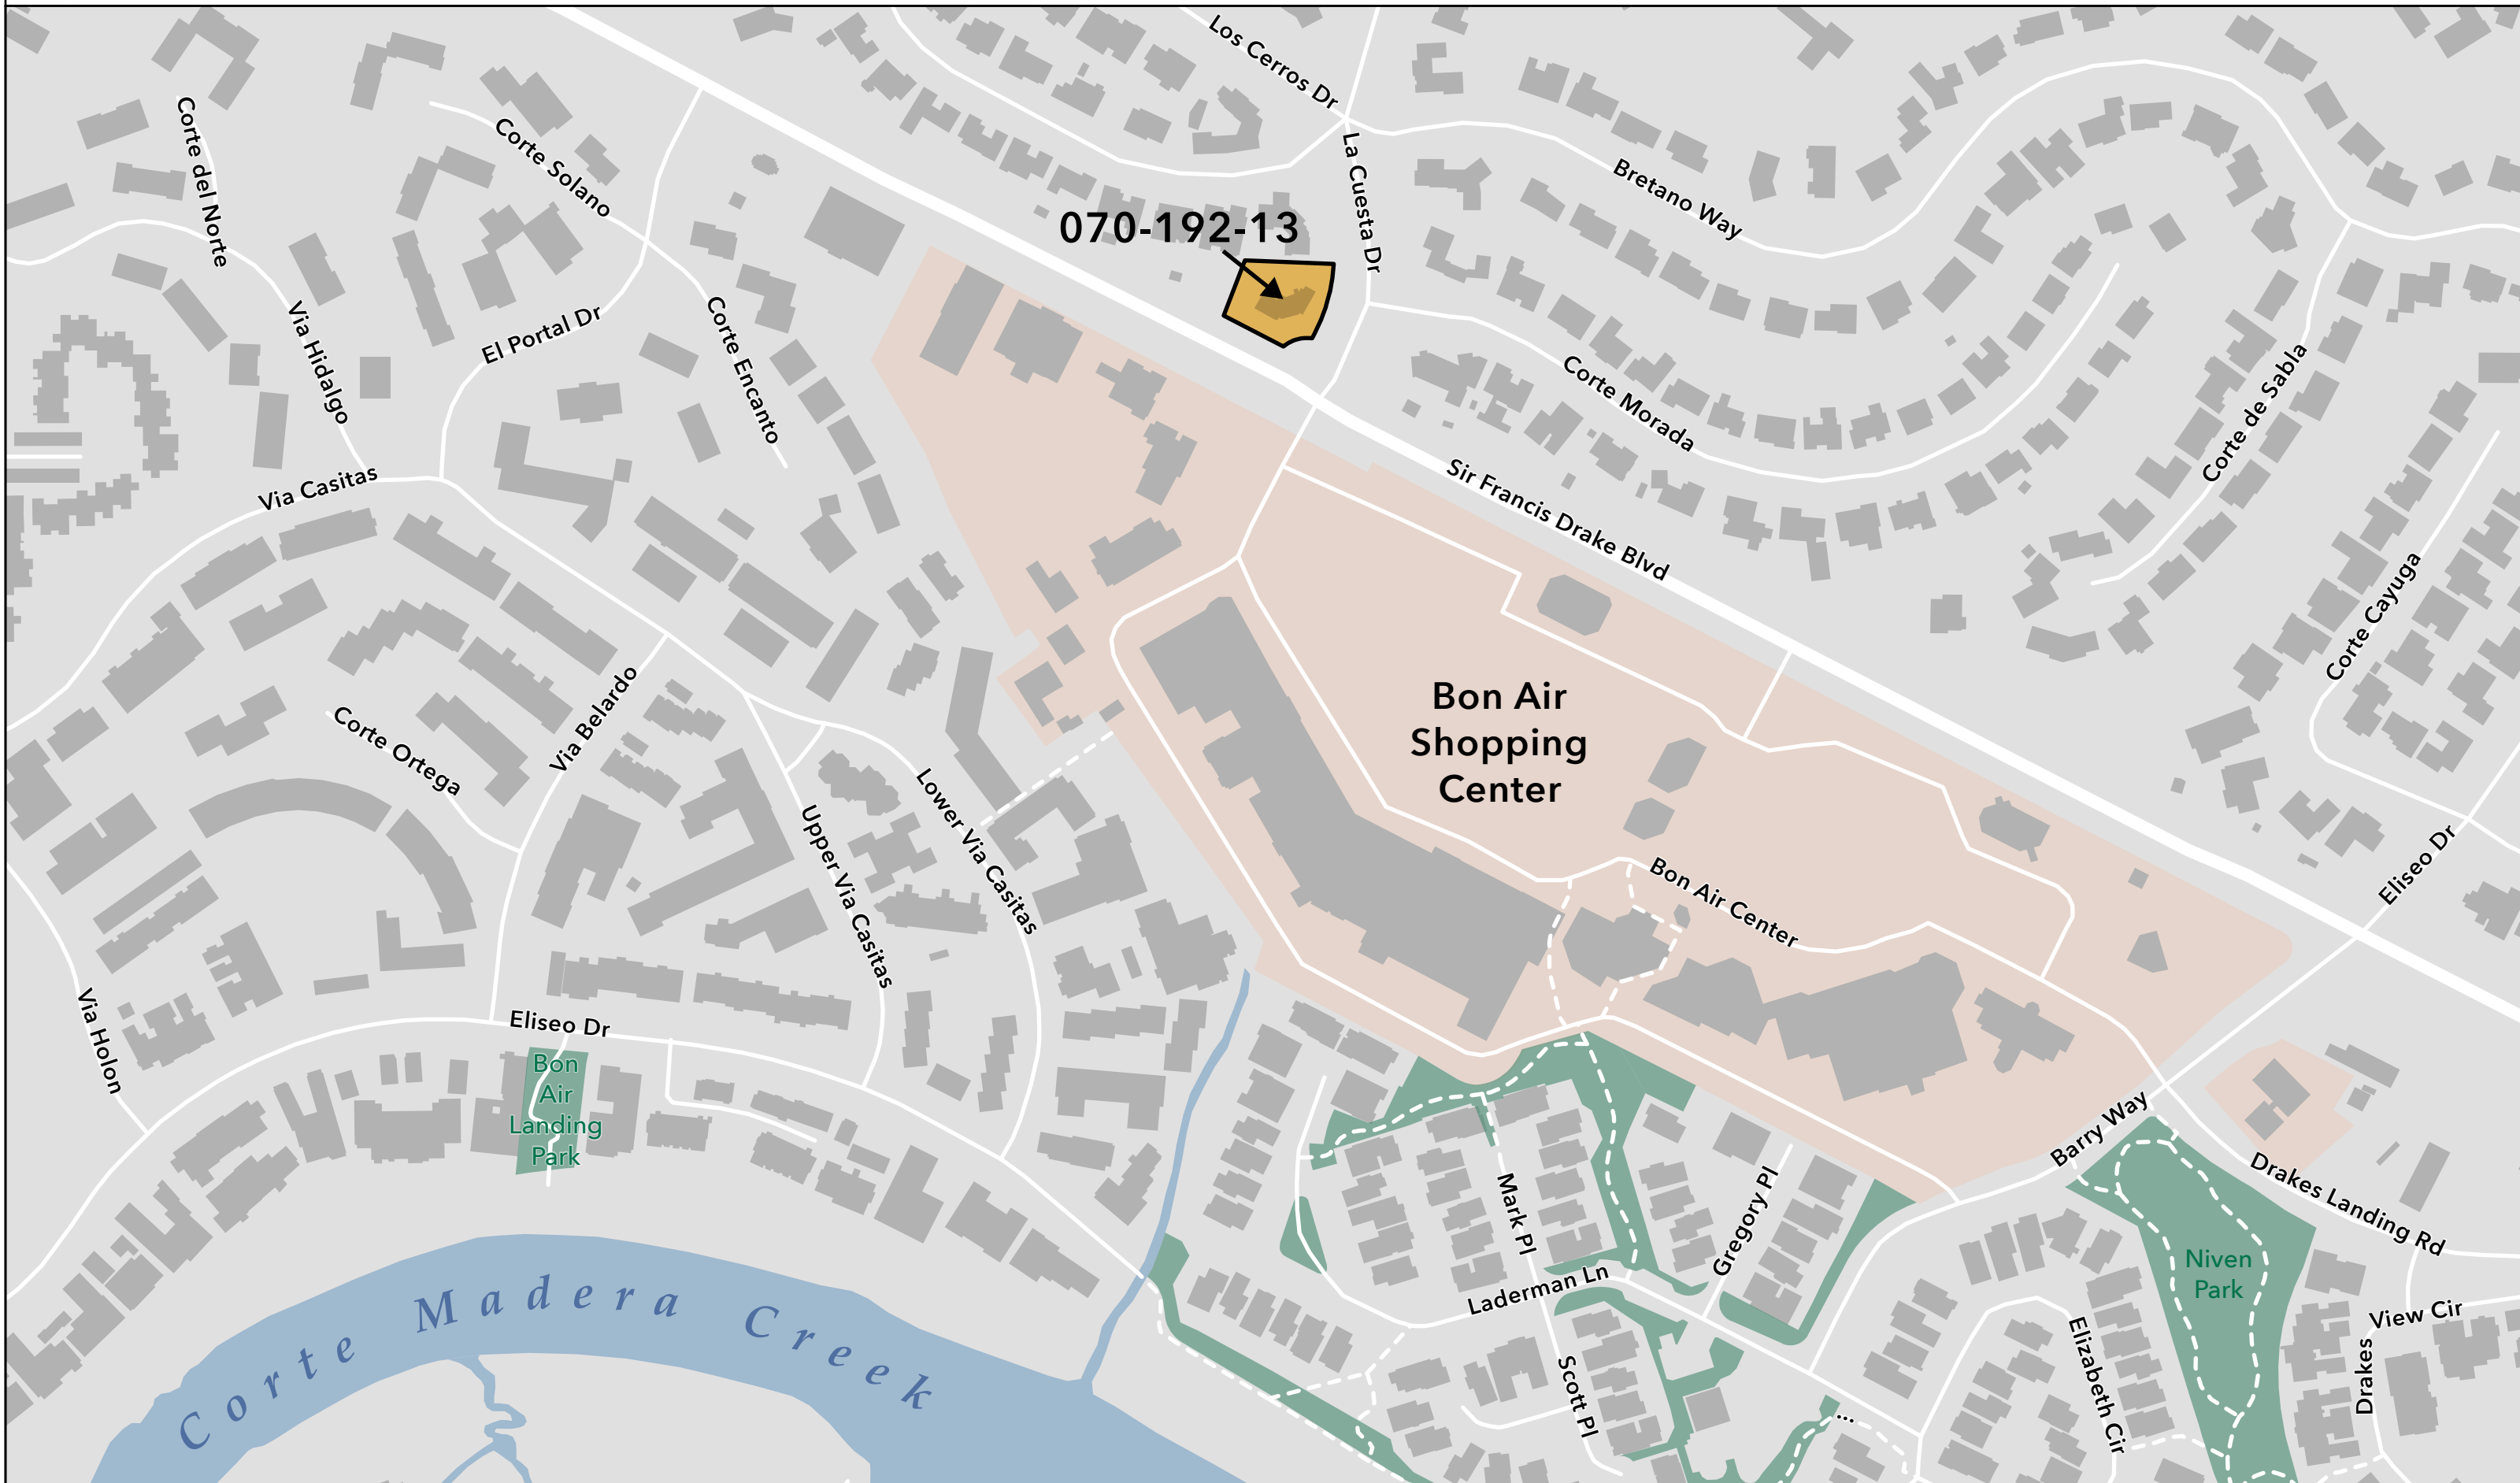 Los Cerros Dr
Corte del Norte
Corte Solano
La Cuesta Dr
Bretano Way
070-192-13
Via Hidalgo
El Portal Dr
Corte Encanto
Corte Morada
Corte de Sabla
Via Casitas
Sir Francis Drake Blvd
Corte Cayuga
Via Belardo
Corte Ortega
Bon Air
Shopping
Center
Lower Via Casitas
Upper Via Casitas
Bon Air Center
Eliseo Dr
Via Holon
Eliseo Dr
Bon
Air
Landing
Park
Barry Way
Drakes Landing Rd
Mark Pl
Gregory Pl
Niven
Park
Laderman Ln
View Cir
Drakes
Elizabeth Cir
Scott Pl
Corte Madera Creek
...